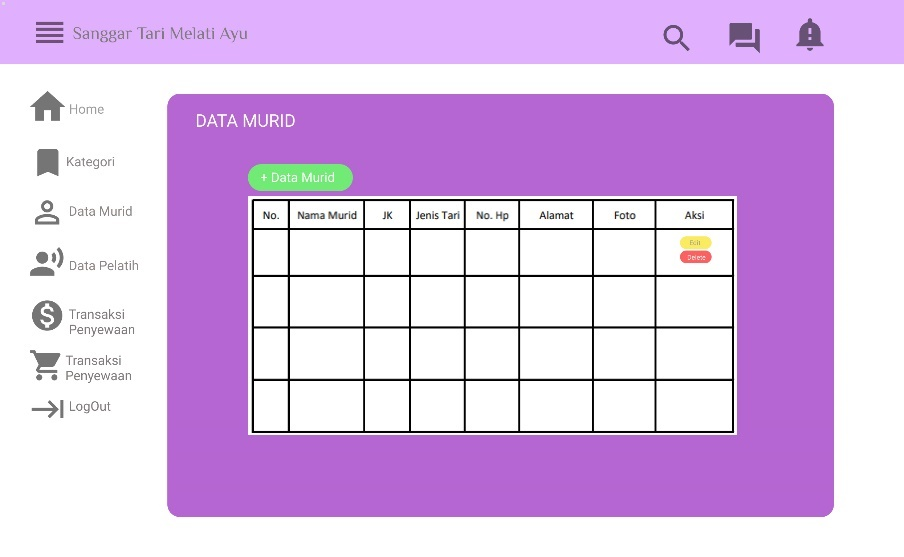 Sanggar Tari Melati Ayu
Home
Kategori
Data Murid
Data Pelatih
Transaksi
Penyewaan
Transaksi
Penyewaan
LogOut
DATA MURID
+ Data Murid
No. Nama Murid JK Jenis Tari No. Hp Alamat Foto Aksi
Edit
Delete